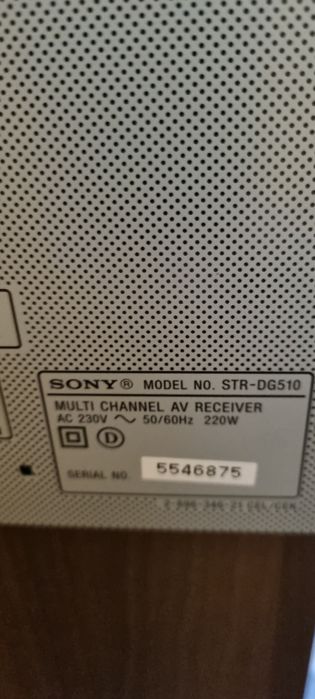 SONY® MODEL NO. STR-DG510
MULTI CHANNEL AV RECEIVER
AC 230V ～ 50/60Hz 220W
D
SERIAL NO. 5546875